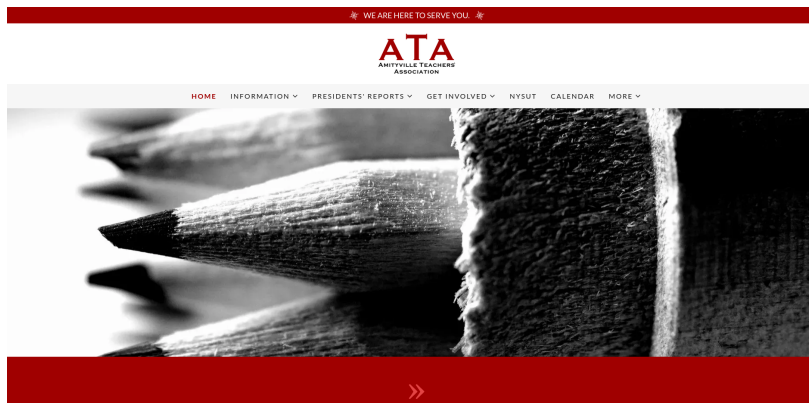 WE ARE HERE TO SERVE YOU.
ATA
AMITYVILLE TEACHERS'
ASSOCIATION
HOME INFORMATION PRESIDENTS' REPORTS GET INVOLVED NYSUT CALENDAR MORE